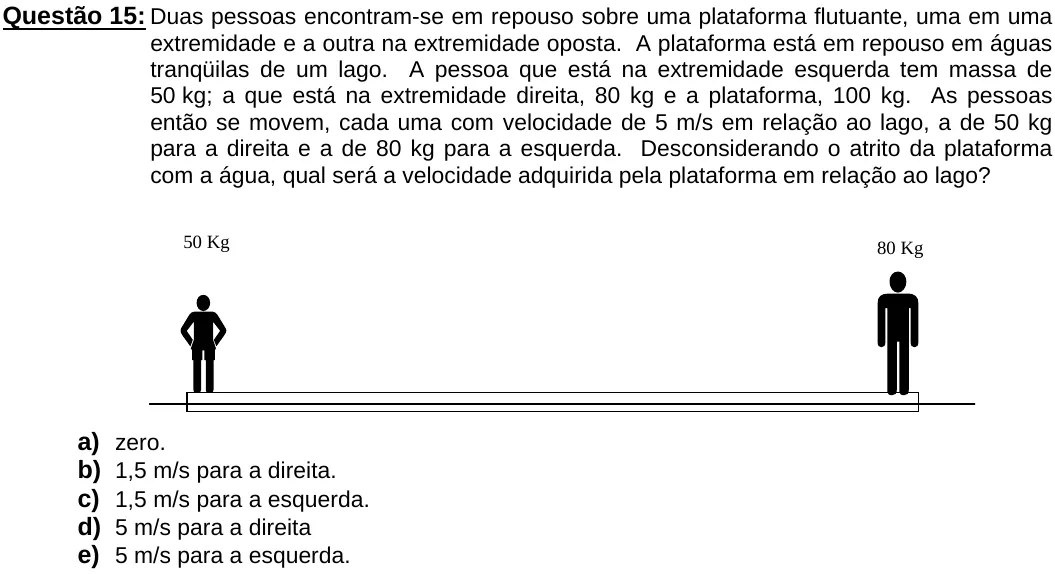 Questão 15: Duas pessoas encontram-se em repouso sobre uma plataforma flutuante, uma em uma
extremidade e a outra na extremidade oposta. A plataforma está em repouso em águas
tranqüilas de um lago. A pessoa que está na extremidade esquerda tem massa de
50 kg; a que está na extremidade direita, 80 kg e a plataforma, 100 kg. As pessoas
então se movem, cada uma com velocidade de 5 m/s em relação ao lago, a de 50 kg
para a direita e a de 80 kg para a esquerda. Desconsiderando o atrito da plataforma
com a água, qual será a velocidade adquirida pela plataforma em relação ao lago?
50 Kg
80 Kg
a) zero.
b) 1,5 m/s para a direita.
c) 1,5 m/s para a esquerda.
d) 5 m/s para a direita
e) 5 m/s para a esquerda.